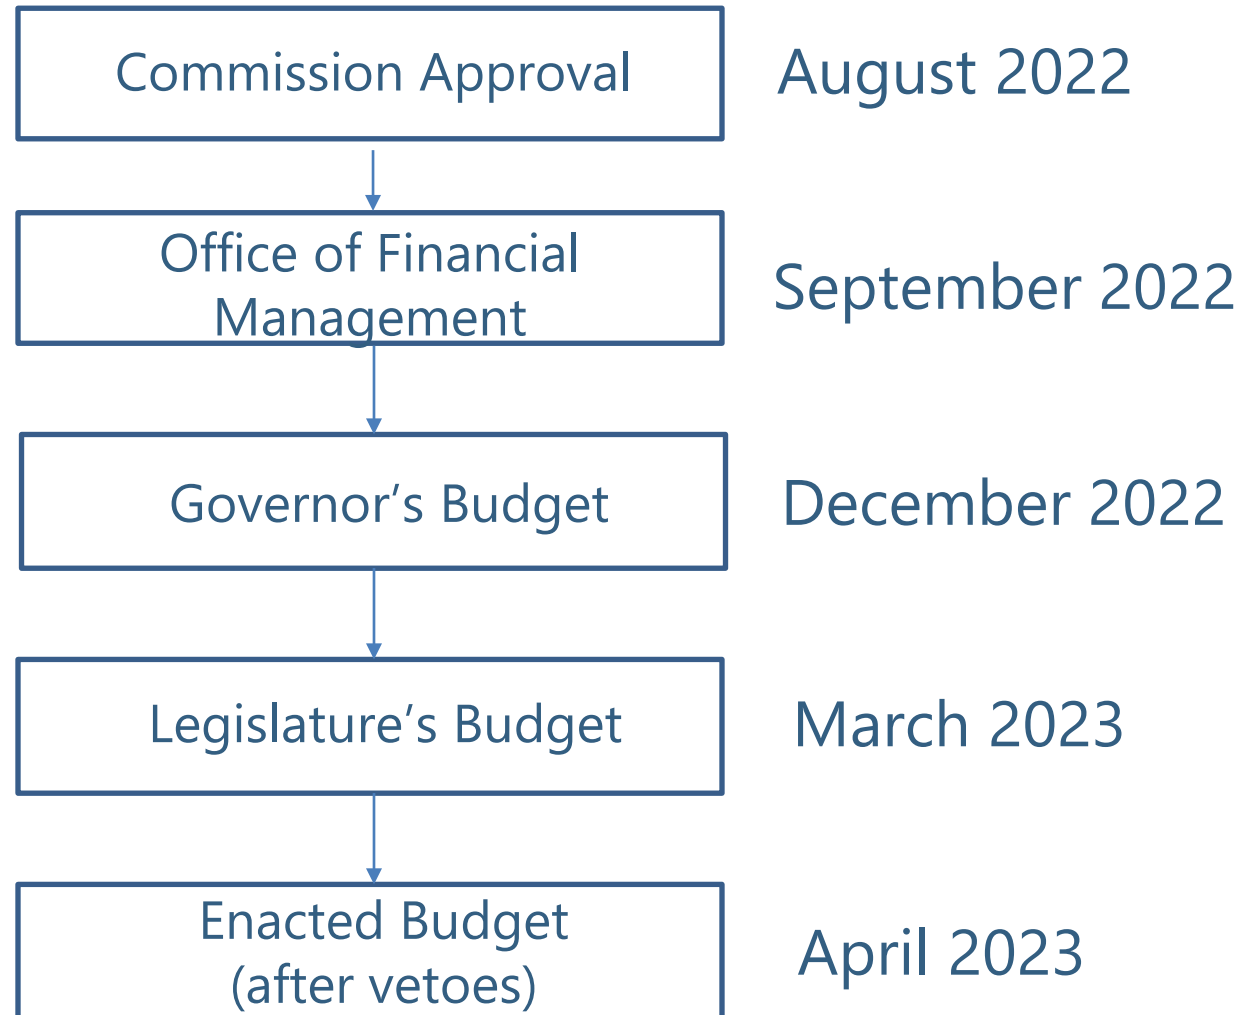 Commission Approval
August 2022
Office of Financial
Management
September 2022
Governor’s Budget
December 2022
Legislature’s Budget
March 2023
Enacted Budget
(after vetoes)
April 2023